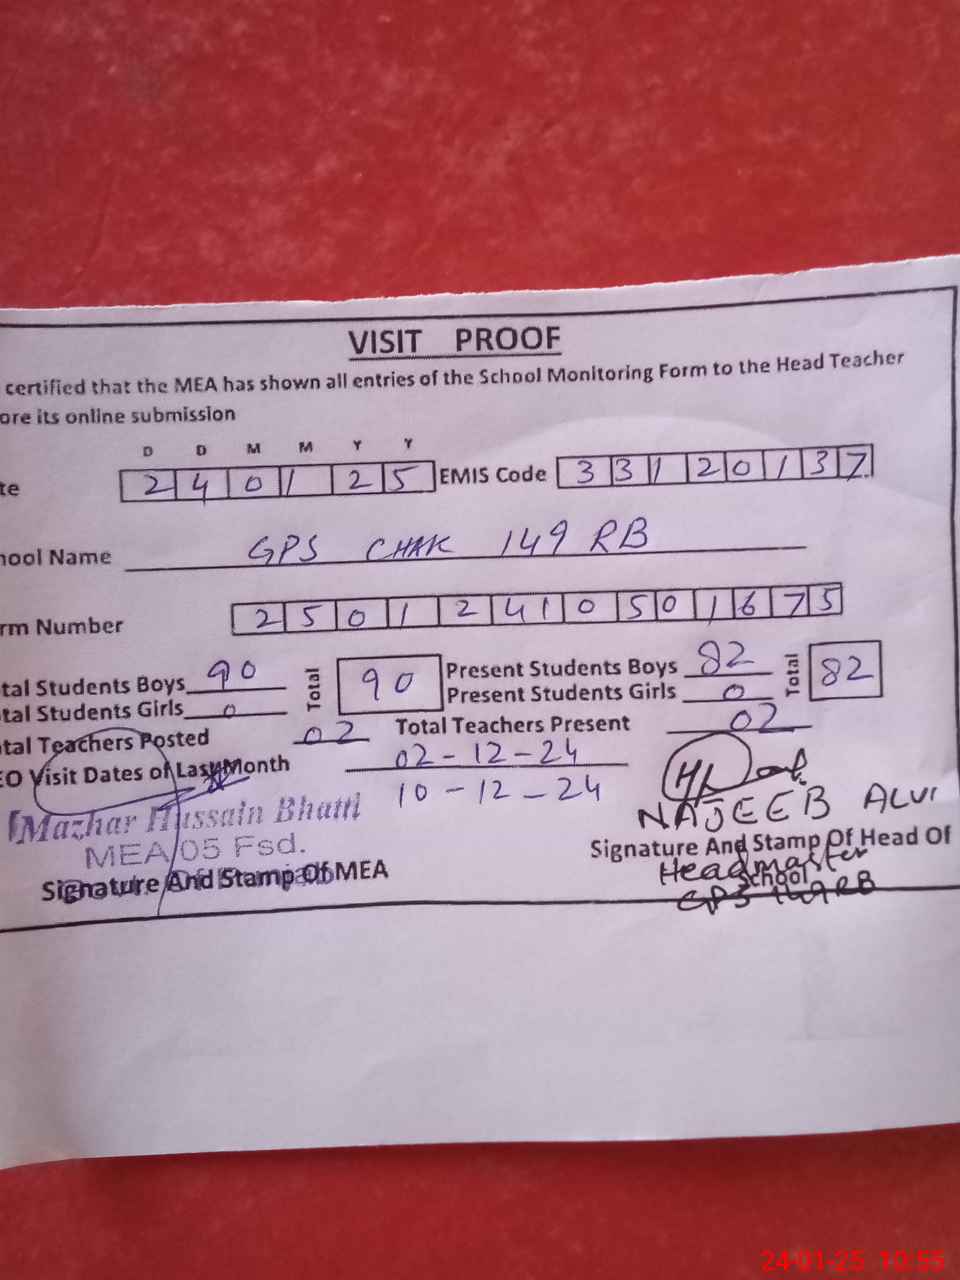 VISIT PROOF
certified that the MEA has shown all entries of the School Monitoring Form to the Head Teacher
ore its online submission
D D M M Y Y
te 2 4 0 1 2 5 EMIS Code 3 3 1 2 0 1 3 7
hool Name GPS CHAK 149 RB
rm Number 2 5 0 1 2 4 1 0 5 0 1 6 7 5
tal Students Boys 90 Total 90 Present Students Boys 82 Total 82
tal Students Girls 0 Present Students Girls 0
tal Teachers Posted 02 Total Teachers Present 02
EO Visit Dates of Last Month 02-12-24
10-12-24
Mazhar Hussain Bhatti
MEA/05 Fsd.
Signature And Stamp Of MEA
NAJEEB ALVI
Signature And Stamp Of Head Of
Headmaster
School
GPS 149 RB
24-01-25 10:55